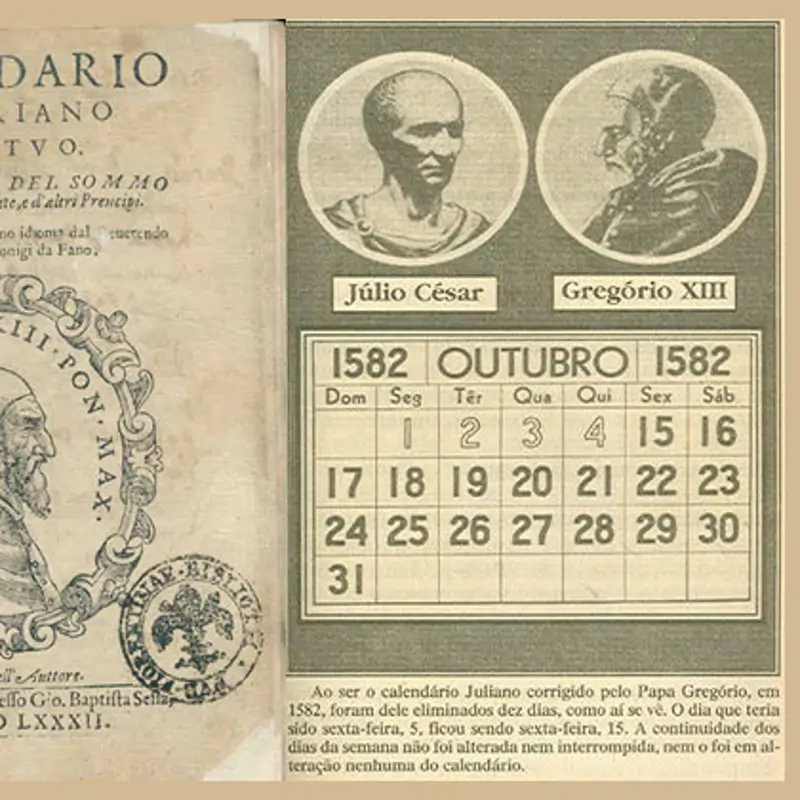 DARIO
RIANO
TVO.
DEL SOMMO
e d'altri Prencipi.
no idioma dal
onigi da Fano.
XIII·PON·MAX.
BIBLIOT
ell'Auttore.
esso Gio. Baptista Sessa
D LXXXII.
Júlio César
Gregório XIII
1582 OUTUBRO 1582
Dom Seg Têr Qua Qui Sex Sáb
1 2 3 4 15 16
17 18 19 20 21 22 23
24 25 26 27 28 29 30
31
Ao ser o calendário Juliano corrigido pelo Papa Gregório, em
1582, foram dele eliminados dez dias, como aí se vê. O dia que teria
sido sexta-feira, 5, ficou sendo sexta-feira, 15. A continuidade dos
dias da semana não foi alterada nem interrompida, nem o foi em al-
teração nenhuma do calendário.